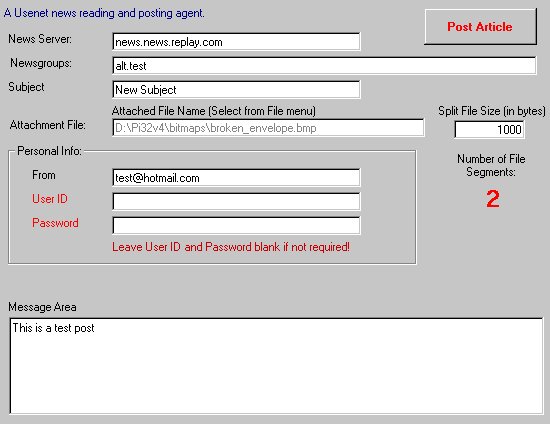 A Usenet news reading and posting agent.
Post Article
News Server: news.news.replay.com
Newsgroups: alt.test
Subject New Subject
Attached File Name (Select from File menu) Split File Size (in bytes)
Attachment File: D:\Pi32v4\bitmaps\broken_envelope.bmp 1000
Personal Info:
Number of File
Segments:
2
From test@hotmail.com
User ID
Password
Leave User ID and Password blank if not required!
Message Area
This is a test post